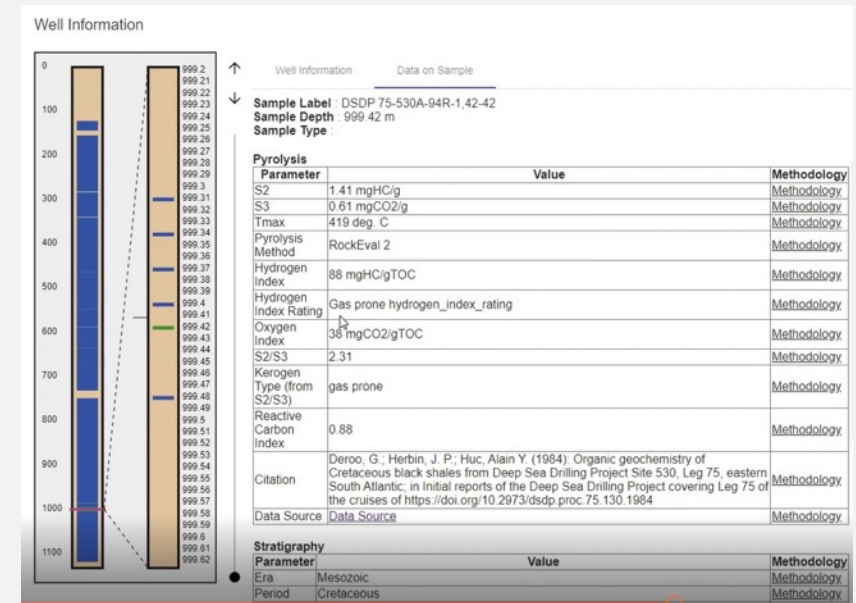 Well Information
0
100
200
300
400
500
600
700
800
900
1000
1100
999.2
999.21
999.22
999.23
999.24
999.25
999.26
999.27
999.28
999.29
999.3
999.31
999.32
999.33
999.34
999.35
999.36
999.37
999.38
999.39
999.4
999.41
999.42
999.43
999.44
999.45
999.46
999.47
999.48
999.49
999.5
999.51
999.52
999.53
999.54
999.55
999.56
999.57
999.58
999.59
999.6
999.61
999.62
Well Information Data on Sample
Sample Label : DSDP 75-530A-94R-1,42-42
Sample Depth : 999.42 m
Sample Type :
Pyrolysis
Parameter Value Methodology
S2 1.41 mgHC/g Methodology
S3 0.61 mgCO2/g Methodology
Tmax 419 deg. C Methodology
Pyrolysis
Method RockEval 2 Methodology
Hydrogen
Index 88 mgHC/gTOC Methodology
Hydrogen
Index Rating Gas prone hydrogen_index_rating Methodology
Oxygen
Index 38 mgCO2/gTOC Methodology
S2/S3 2.31 Methodology
Kerogen
Type (from gas prone Methodology
S2/S3)
Reactive
Carbon 0.88 Methodology
Index
Deroo, G.; Herbin, J. P.; Huc, Alain Y. (1984): Organic geochemistry of
Cretaceous black shales from Deep Sea Drilling Project Site 530, Leg 75, eastern
Citation South Atlantic; in Initial reports of the Deep Sea Drilling Project covering Leg 75 of Methodology
the cruises of https://doi.org/10.2973/dsdp.proc.75.130.1984
Data Source Data Source Methodology
Stratigraphy
Parameter Value Methodology
Era Mesozoic Methodology
Period Cretaceous Methodology